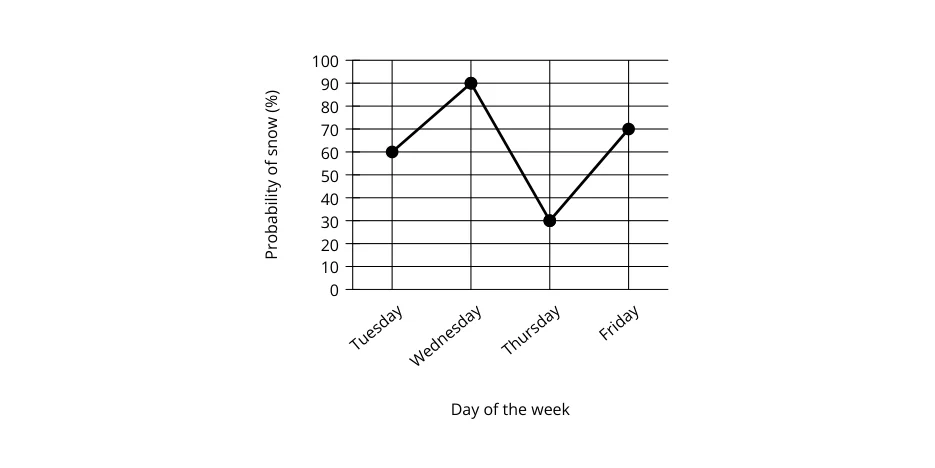 Probability of snow (%)
100
90
80
70
60
50
40
30
20
10
0
Tuesday
Wednesday
Thursday
Friday
Day of the week